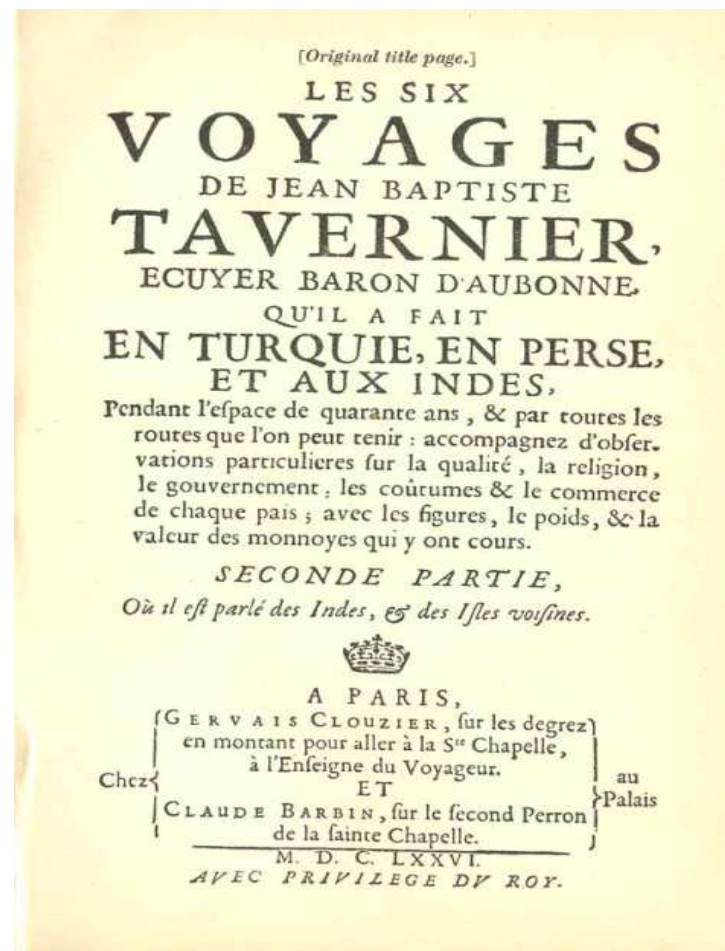 [Original title page.]
LES SIX
VOYAGES
DE JEAN BAPTISTE
TAVERNIER,
ECUYER BARON D'AUBONNE,
QU'IL A FAIT
EN TURQUIE, EN PERSE,
ET AUX INDES,
Pendant l'eſpace de quarante ans, & par toutes les
routes que l'on peut tenir : accompagnez d'obſer-
vations particulieres ſur la qualité, la religion,
le gouvernement, les coûtumes & le commerce
de chaque païs ; avec les figures, le poids, & la
valeur des monnoyes qui y ont cours.
SECONDE PARTIE,
Où il eſt parlé des Indes, & des Iſles voiſines.
A PARIS,
GERVAIS CLOUZIER, ſur les degrez
en montant pour aller à la Ste Chapelle,
à l'Enſeigne du Voyageur.
Chez
ET
au
Palais
CLAUDE BARBIN, ſur le ſecond Perron
de la ſainte Chapelle.
M. D. C. LXXVI.
AVEC PRIVILEGE DV ROY.